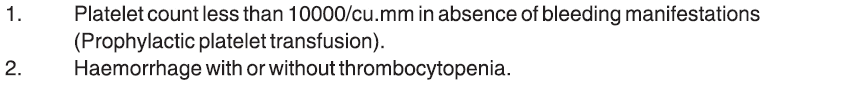 1. Platelet count less than 10000/cu.mm in absence of bleeding manifestations
(Prophylactic platelet transfusion).
2. Haemorrhage with or without thrombocytopenia.